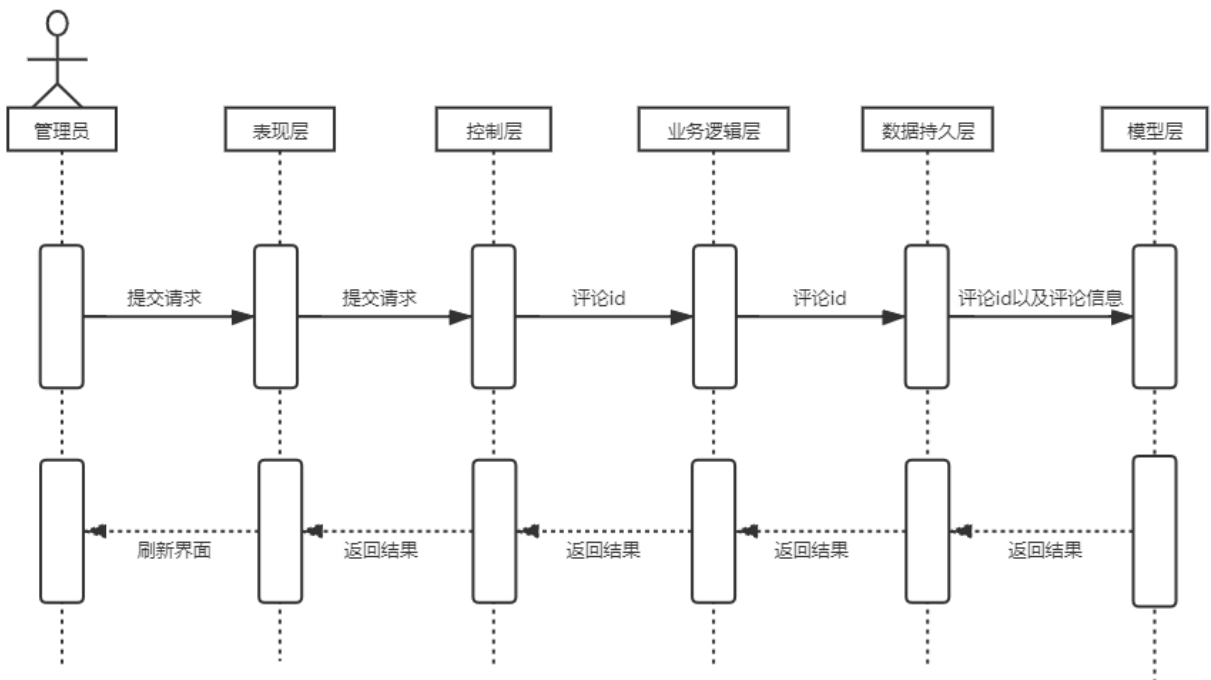 管理员
表现层
控制层
业务逻辑层
数据持久层
模型层
提交请求
提交请求
评论id
评论id
评论id以及评论信息
刷新界面
返回结果
返回结果
返回结果
返回结果